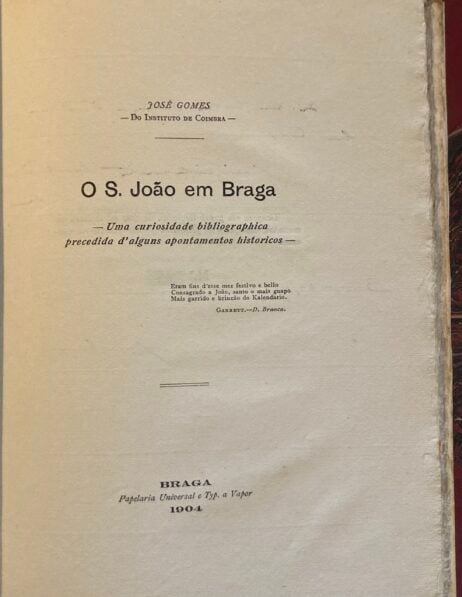 JOSÉ GOMES
— DO INSTITUTO DE COIMBRA —
O S. João em Braga
— Uma curiosidade bibliographica
precedida d'alguns apontamentos historicos —
Eram fins d'esse mez festivo e bello
Consagrado a João, santo o mais guapo
Mais garrido e brincão do Kalendario.
GARRETT.—D. Branca.
BRAGA
Papelaria Universal e Typ. a Vapor
1904